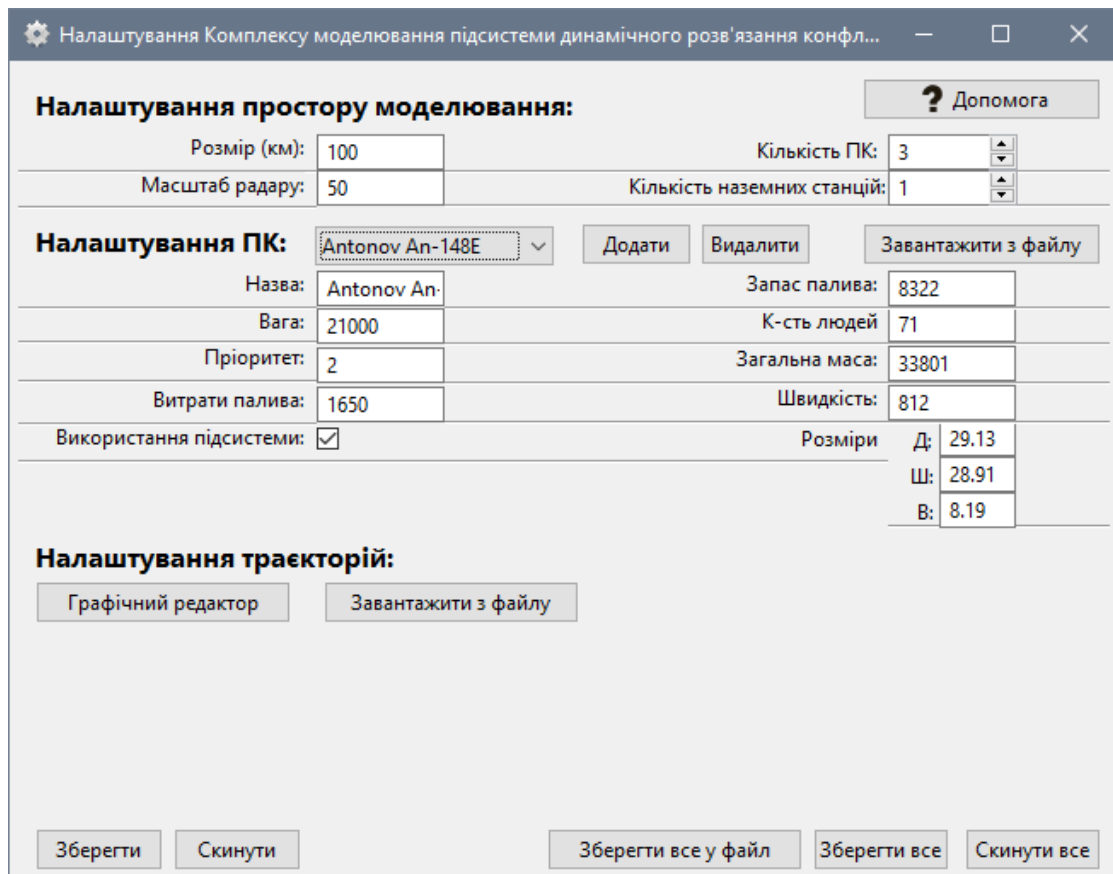 Налаштування Комплексу моделювання підсистеми динамічного розв'язання конфл...
Налаштування простору моделювання:
? Допомога
Розмір (км): 100 Кількість ПК: 3
Масштаб радару: 50 Кількість наземних станцій: 1
Налаштування ПК: Antonov An-148E Додати Видалити Завантажити з файлу
Назва: Antonov An- Запас палива: 8322
Вага: 21000 К-сть людей 71
Пріоритет: 2 Загальна маса: 33801
Витрати палива: 1650 Швидкість: 812
Використання підсистеми: Розміри Д: 29.13
Ш: 28.91
В: 8.19
Налаштування траєкторій:
Графічний редактор Завантажити з файлу
Зберегти Скинути Зберегти все у файл Зберегти все Скинути все